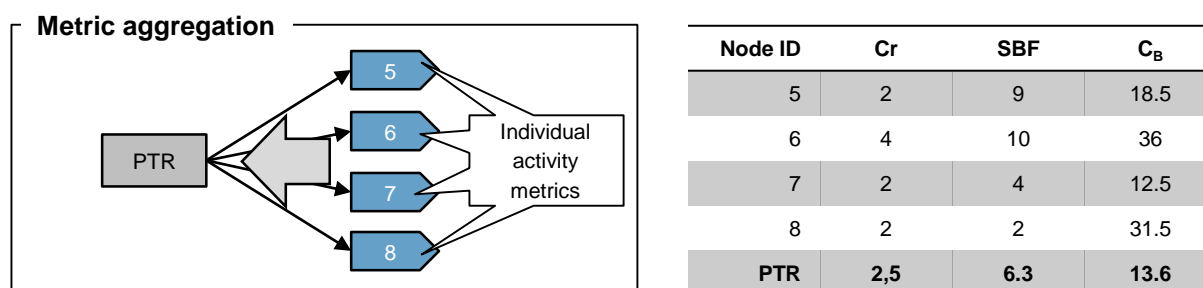 Metric aggregation
5
6
7
8
PTR
Individual
activity
metrics
Node ID Cr SBF C_B
5 2 9 18.5
6 4 10 36
7 2 4 12.5
8 2 2 31.5
PTR 2,5 6.3 13.6